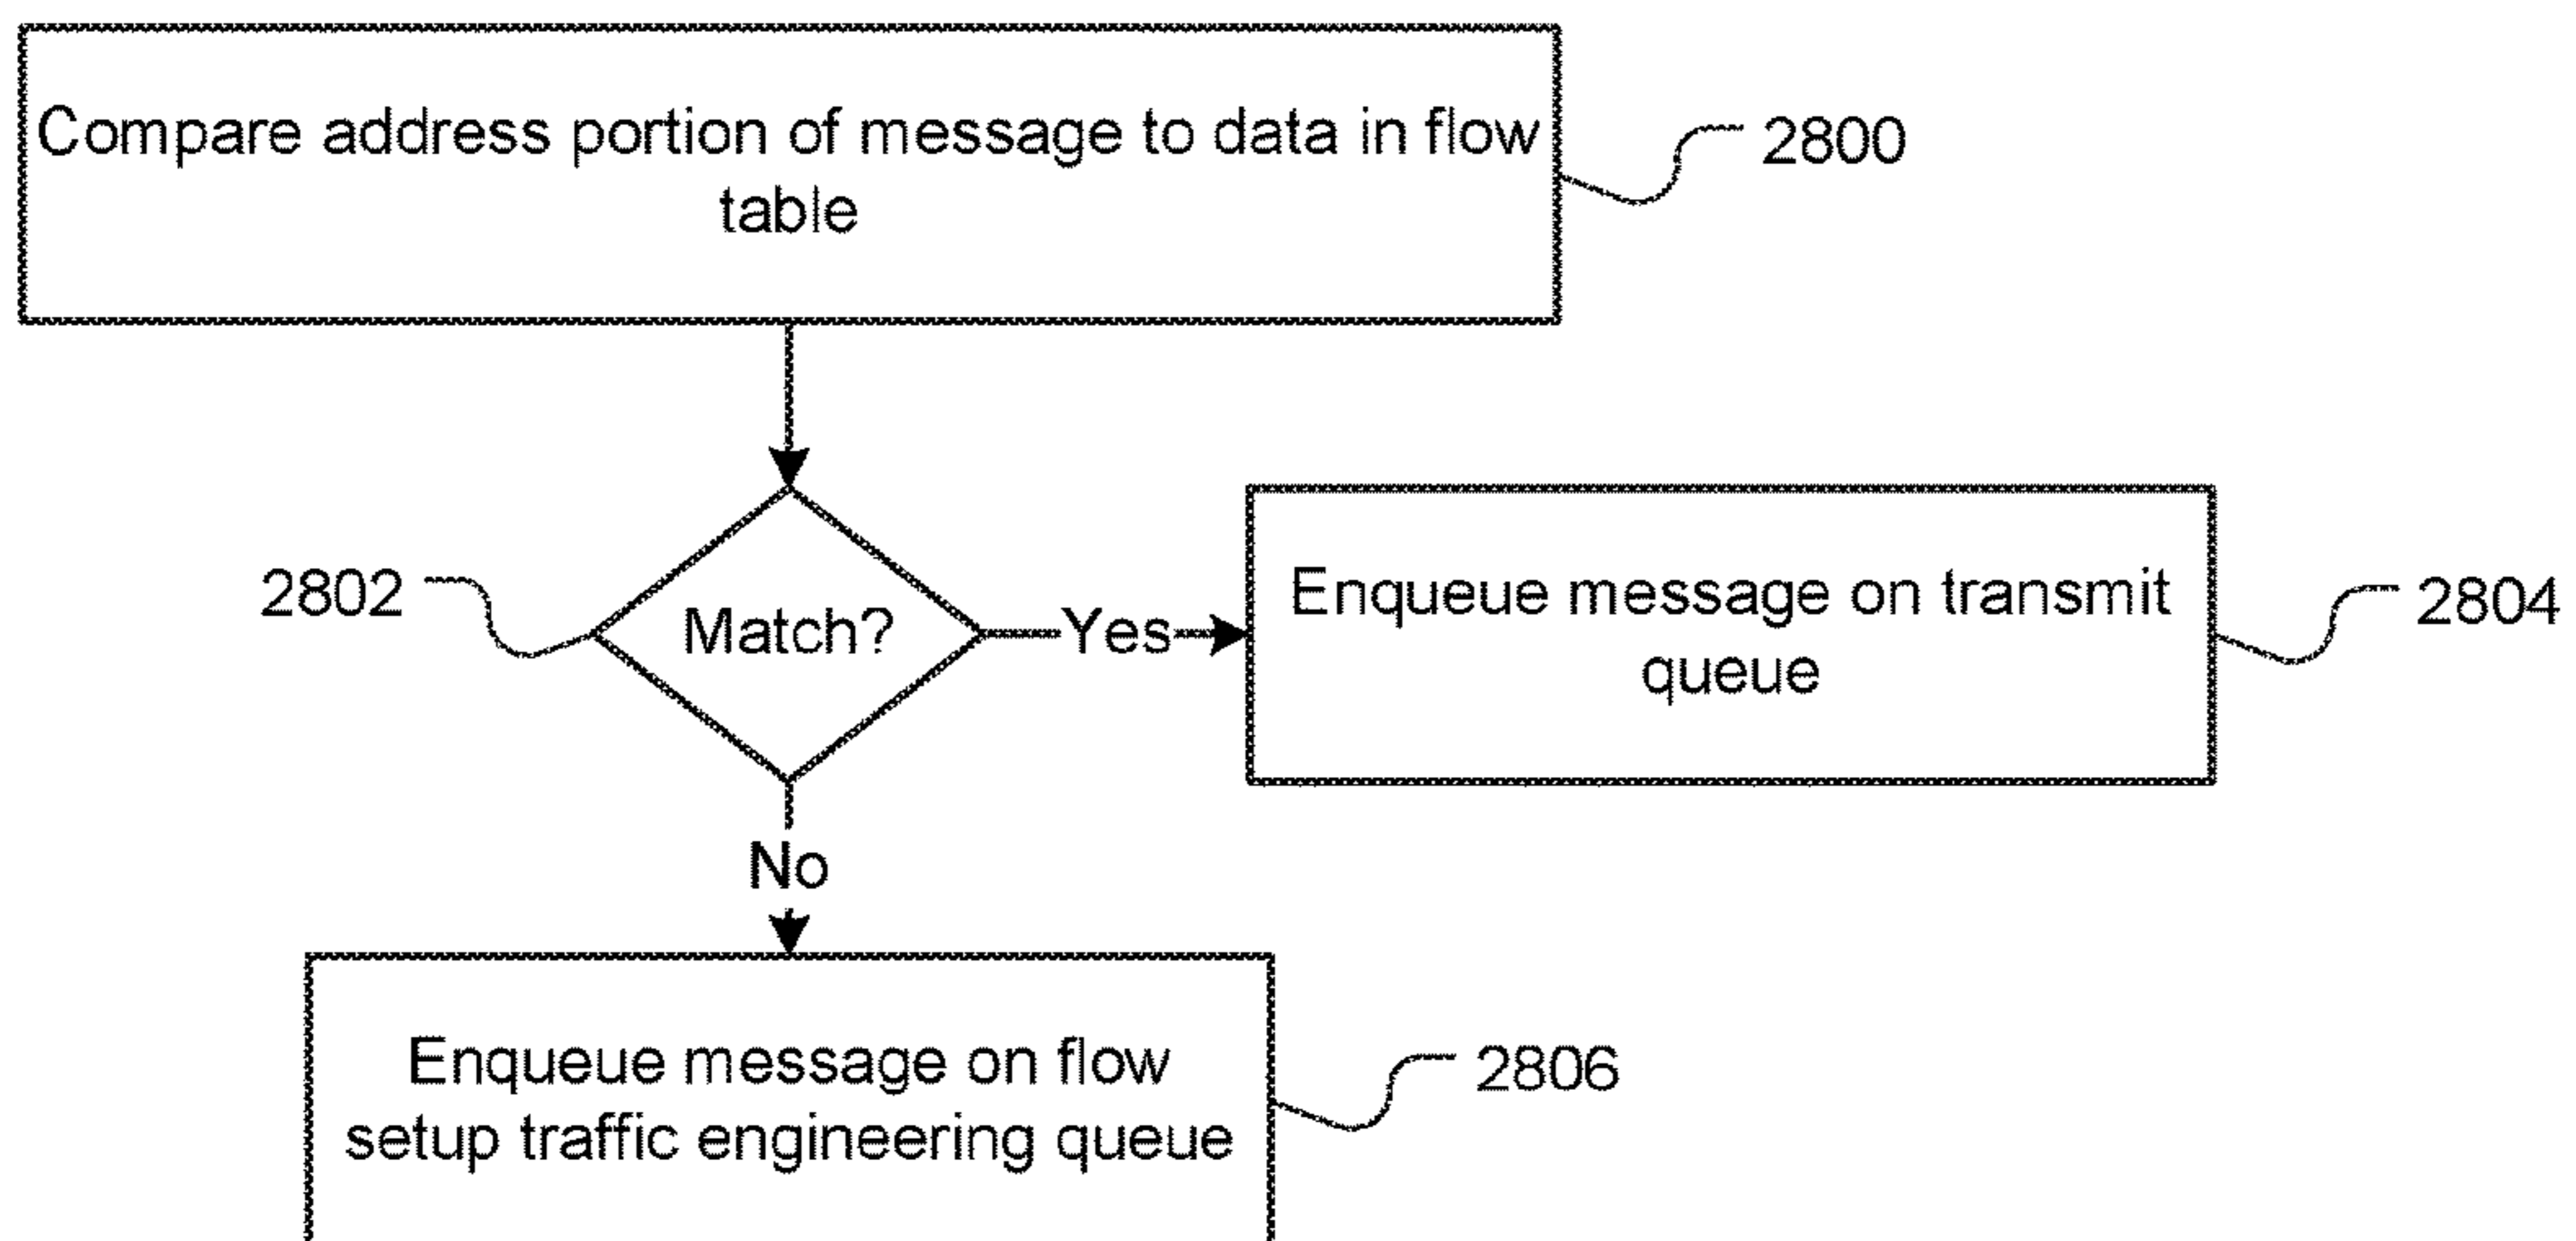 Compare address portion of message to data in flow
table
2800
2802
Match?
Yes
Enqueue message on transmit
queue
2804
No
Enqueue message on flow
setup traffic engineering queue
2806